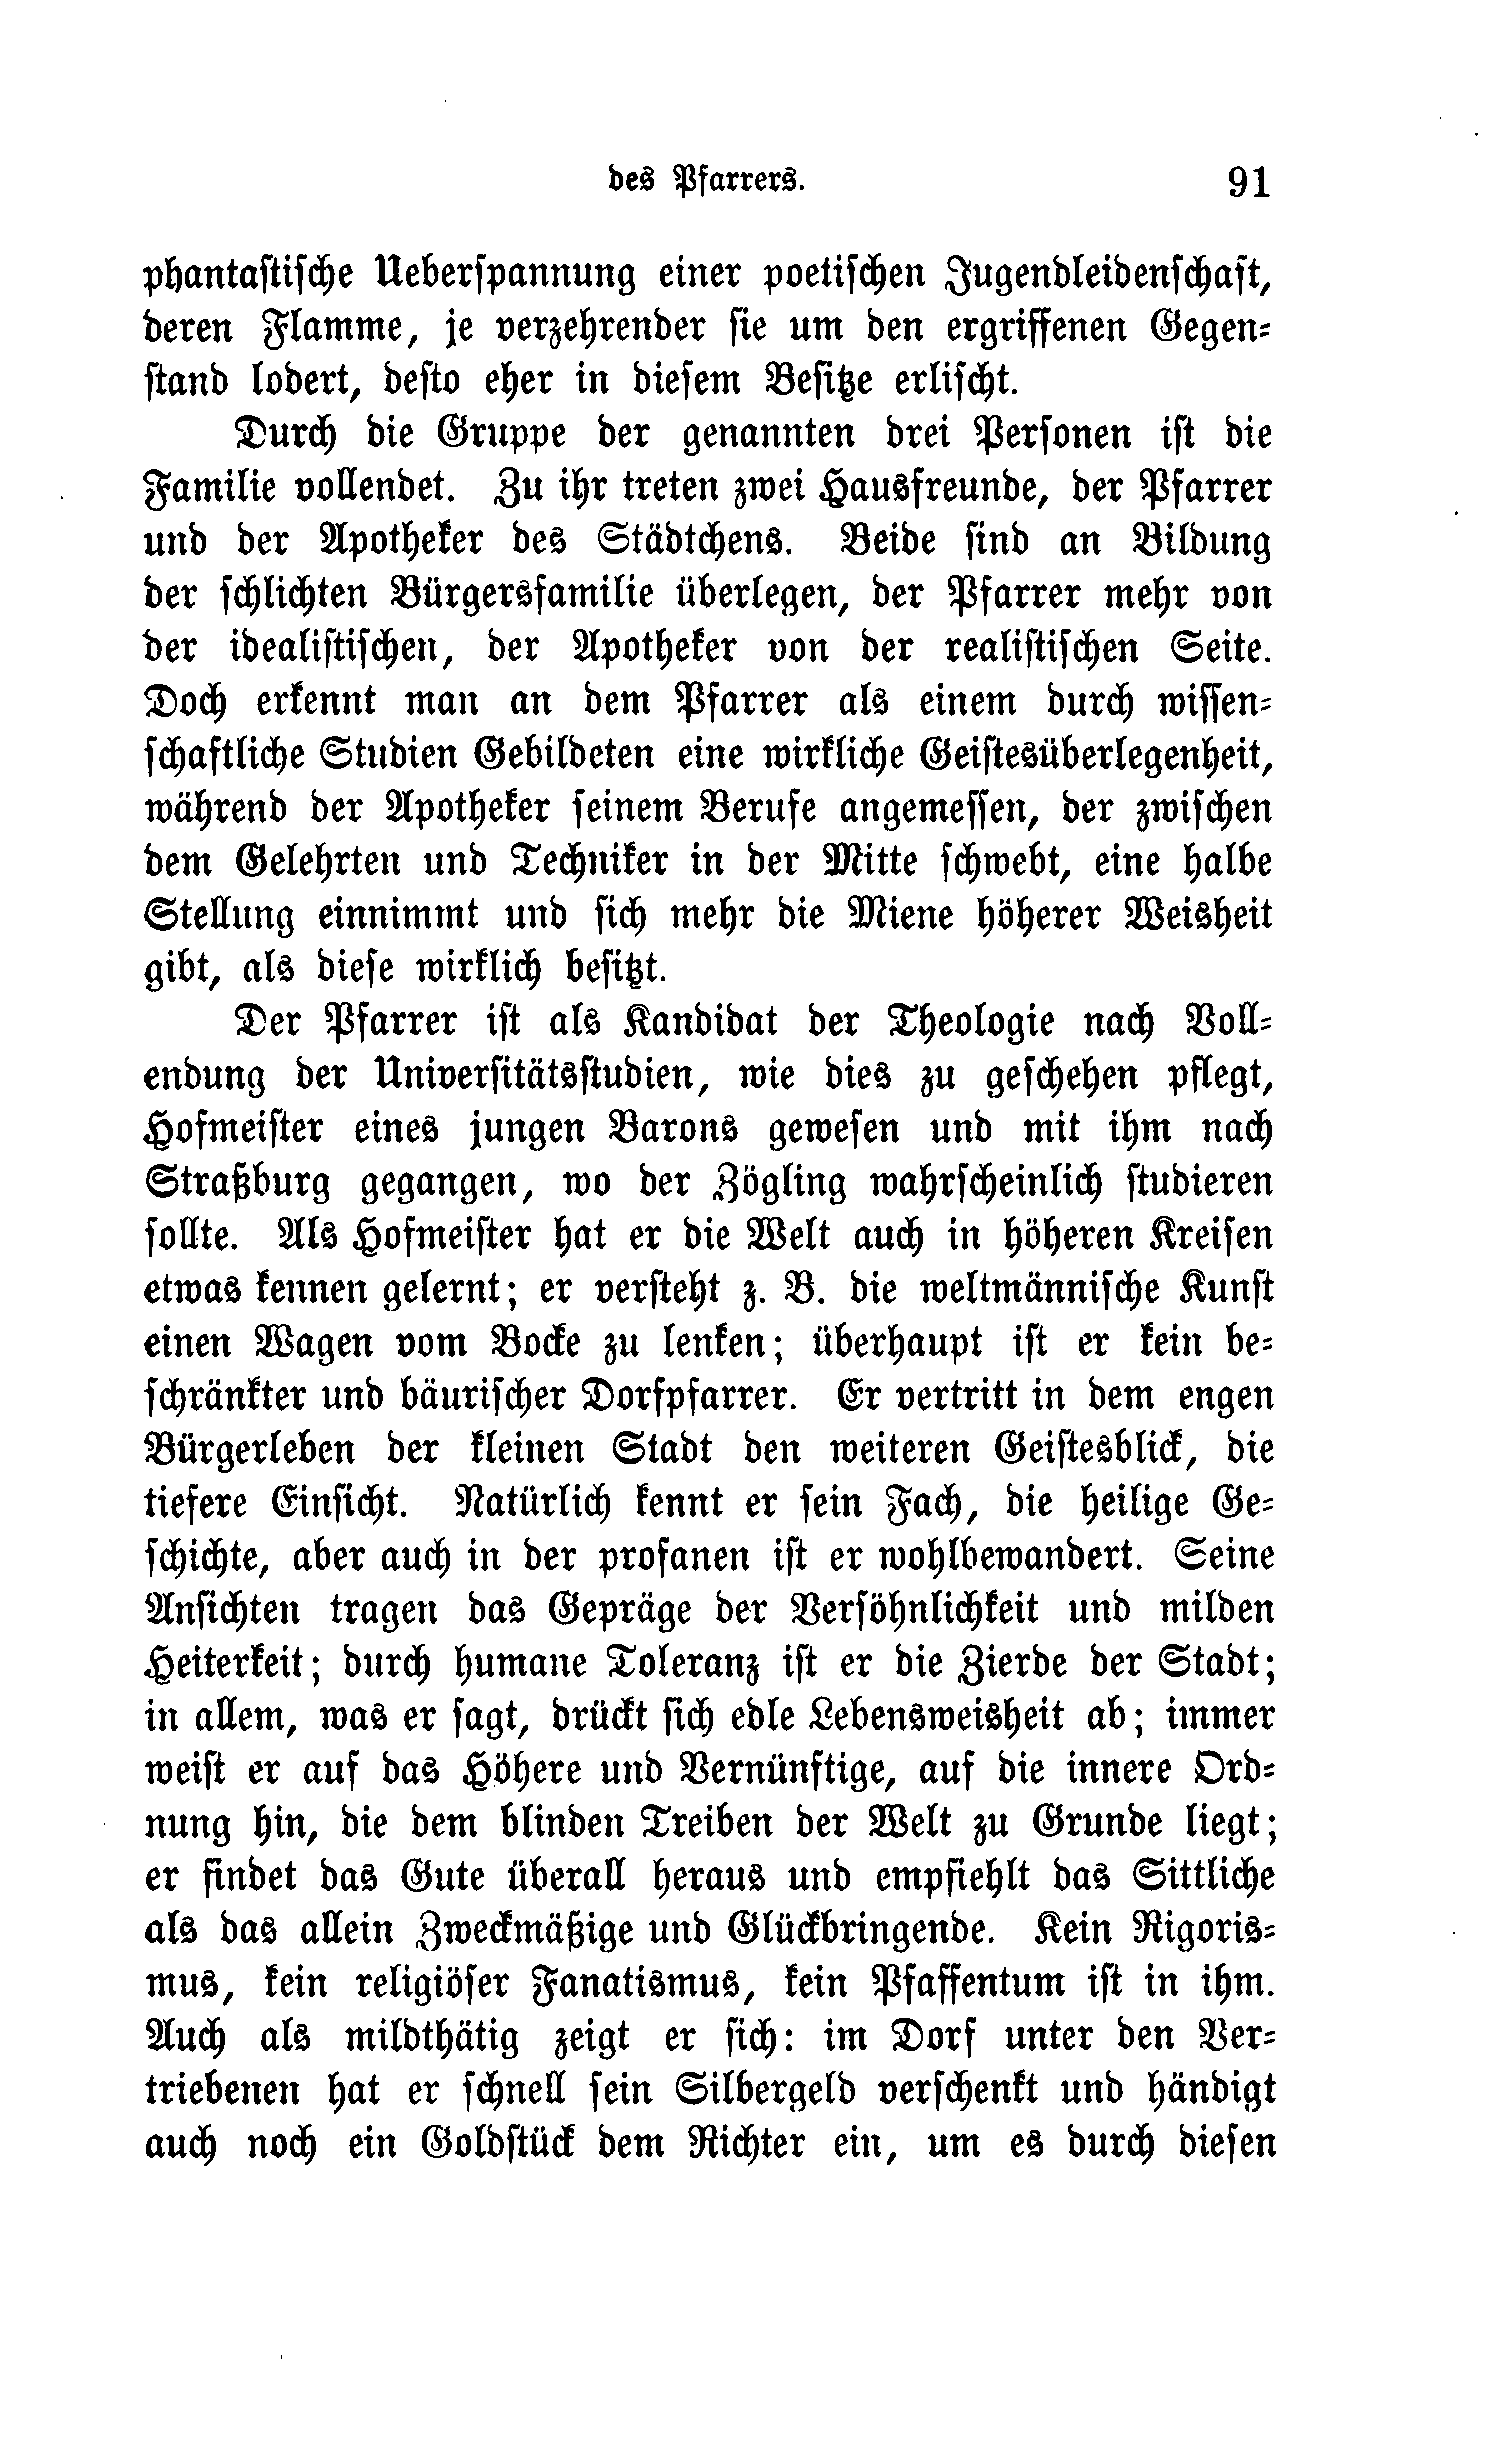 des Pfarrers. 91
phantaſtiſche Ueberſpannung einer poetiſchen Jugendleidenſchaft,
deren Flamme, je verzehrender ſie um den ergriffenen Gegen⸗
ſtand lodert, deſto eher in dieſem Beſitze erliſcht.
Durch die Gruppe der genannten drei Perſonen iſt die
Familie vollendet. Zu ihr treten zwei Hausfreunde, der Pfarrer
und der Apotheker des Städtchens. Beide ſind an Bildung
der ſchlichten Bürgersfamilie überlegen, der Pfarrer mehr von
der idealiſtiſchen, der Apotheker von der realiſtiſchen Seite.
Doch erkennt man an dem Pfarrer als einem durch wiſſen⸗
ſchaftliche Studien Gebildeten eine wirkliche Geiſtesüberlegenheit,
während der Apotheker ſeinem Berufe angemeſſen, der zwiſchen
dem Gelehrten und Techniker in der Mitte ſchwebt, eine halbe
Stellung einnimmt und ſich mehr die Miene höherer Weisheit
gibt, als dieſe wirklich beſitzt.
Der Pfarrer iſt als Kandidat der Theologie nach Voll⸗
endung der Univerſitätsſtudien, wie dies zu geſchehen pflegt,
Hofmeiſter eines jungen Barons geweſen und mit ihm nach
Straßburg gegangen, wo der Zögling wahrſcheinlich ſtudieren
ſollte. Als Hofmeiſter hat er die Welt auch in höheren Kreiſen
etwas kennen gelernt; er verſteht z. B. die weltmänniſche Kunſt
einen Wagen vom Bocke zu lenken; überhaupt iſt er kein be⸗
ſchränkter und bäuriſcher Dorfpfarrer. Er vertritt in dem engen
Bürgerleben der kleinen Stadt den weiteren Geiſtesblick, die
tiefere Einſicht. Natürlich kennt er ſein Fach, die heilige Ge⸗
ſchichte, aber auch in der profanen iſt er wohlbewandert. Seine
Anſichten tragen das Gepräge der Verſöhnlichkeit und milden
Heiterkeit; durch humane Toleranz iſt er die Zierde der Stadt;
in allem, was er ſagt, drückt ſich edle Lebensweisheit ab; immer
weiſt er auf das Höhere und Vernünftige, auf die innere Ord⸗
nung hin, die dem blinden Treiben der Welt zu Grunde liegt;
er findet das Gute überall heraus und empfiehlt das Sittliche
als das allein Zweckmäßige und Glückbringende. Kein Rigoris⸗
mus, kein religiöſer Fanatismus, kein Pfaffentum iſt in ihm.
Auch als mildthätig zeigt er ſich: im Dorf unter den Ver⸗
triebenen hat er ſchnell ſein Silbergeld verſchenkt und händigt
auch noch ein Goldſtück dem Richter ein, um es durch dieſen